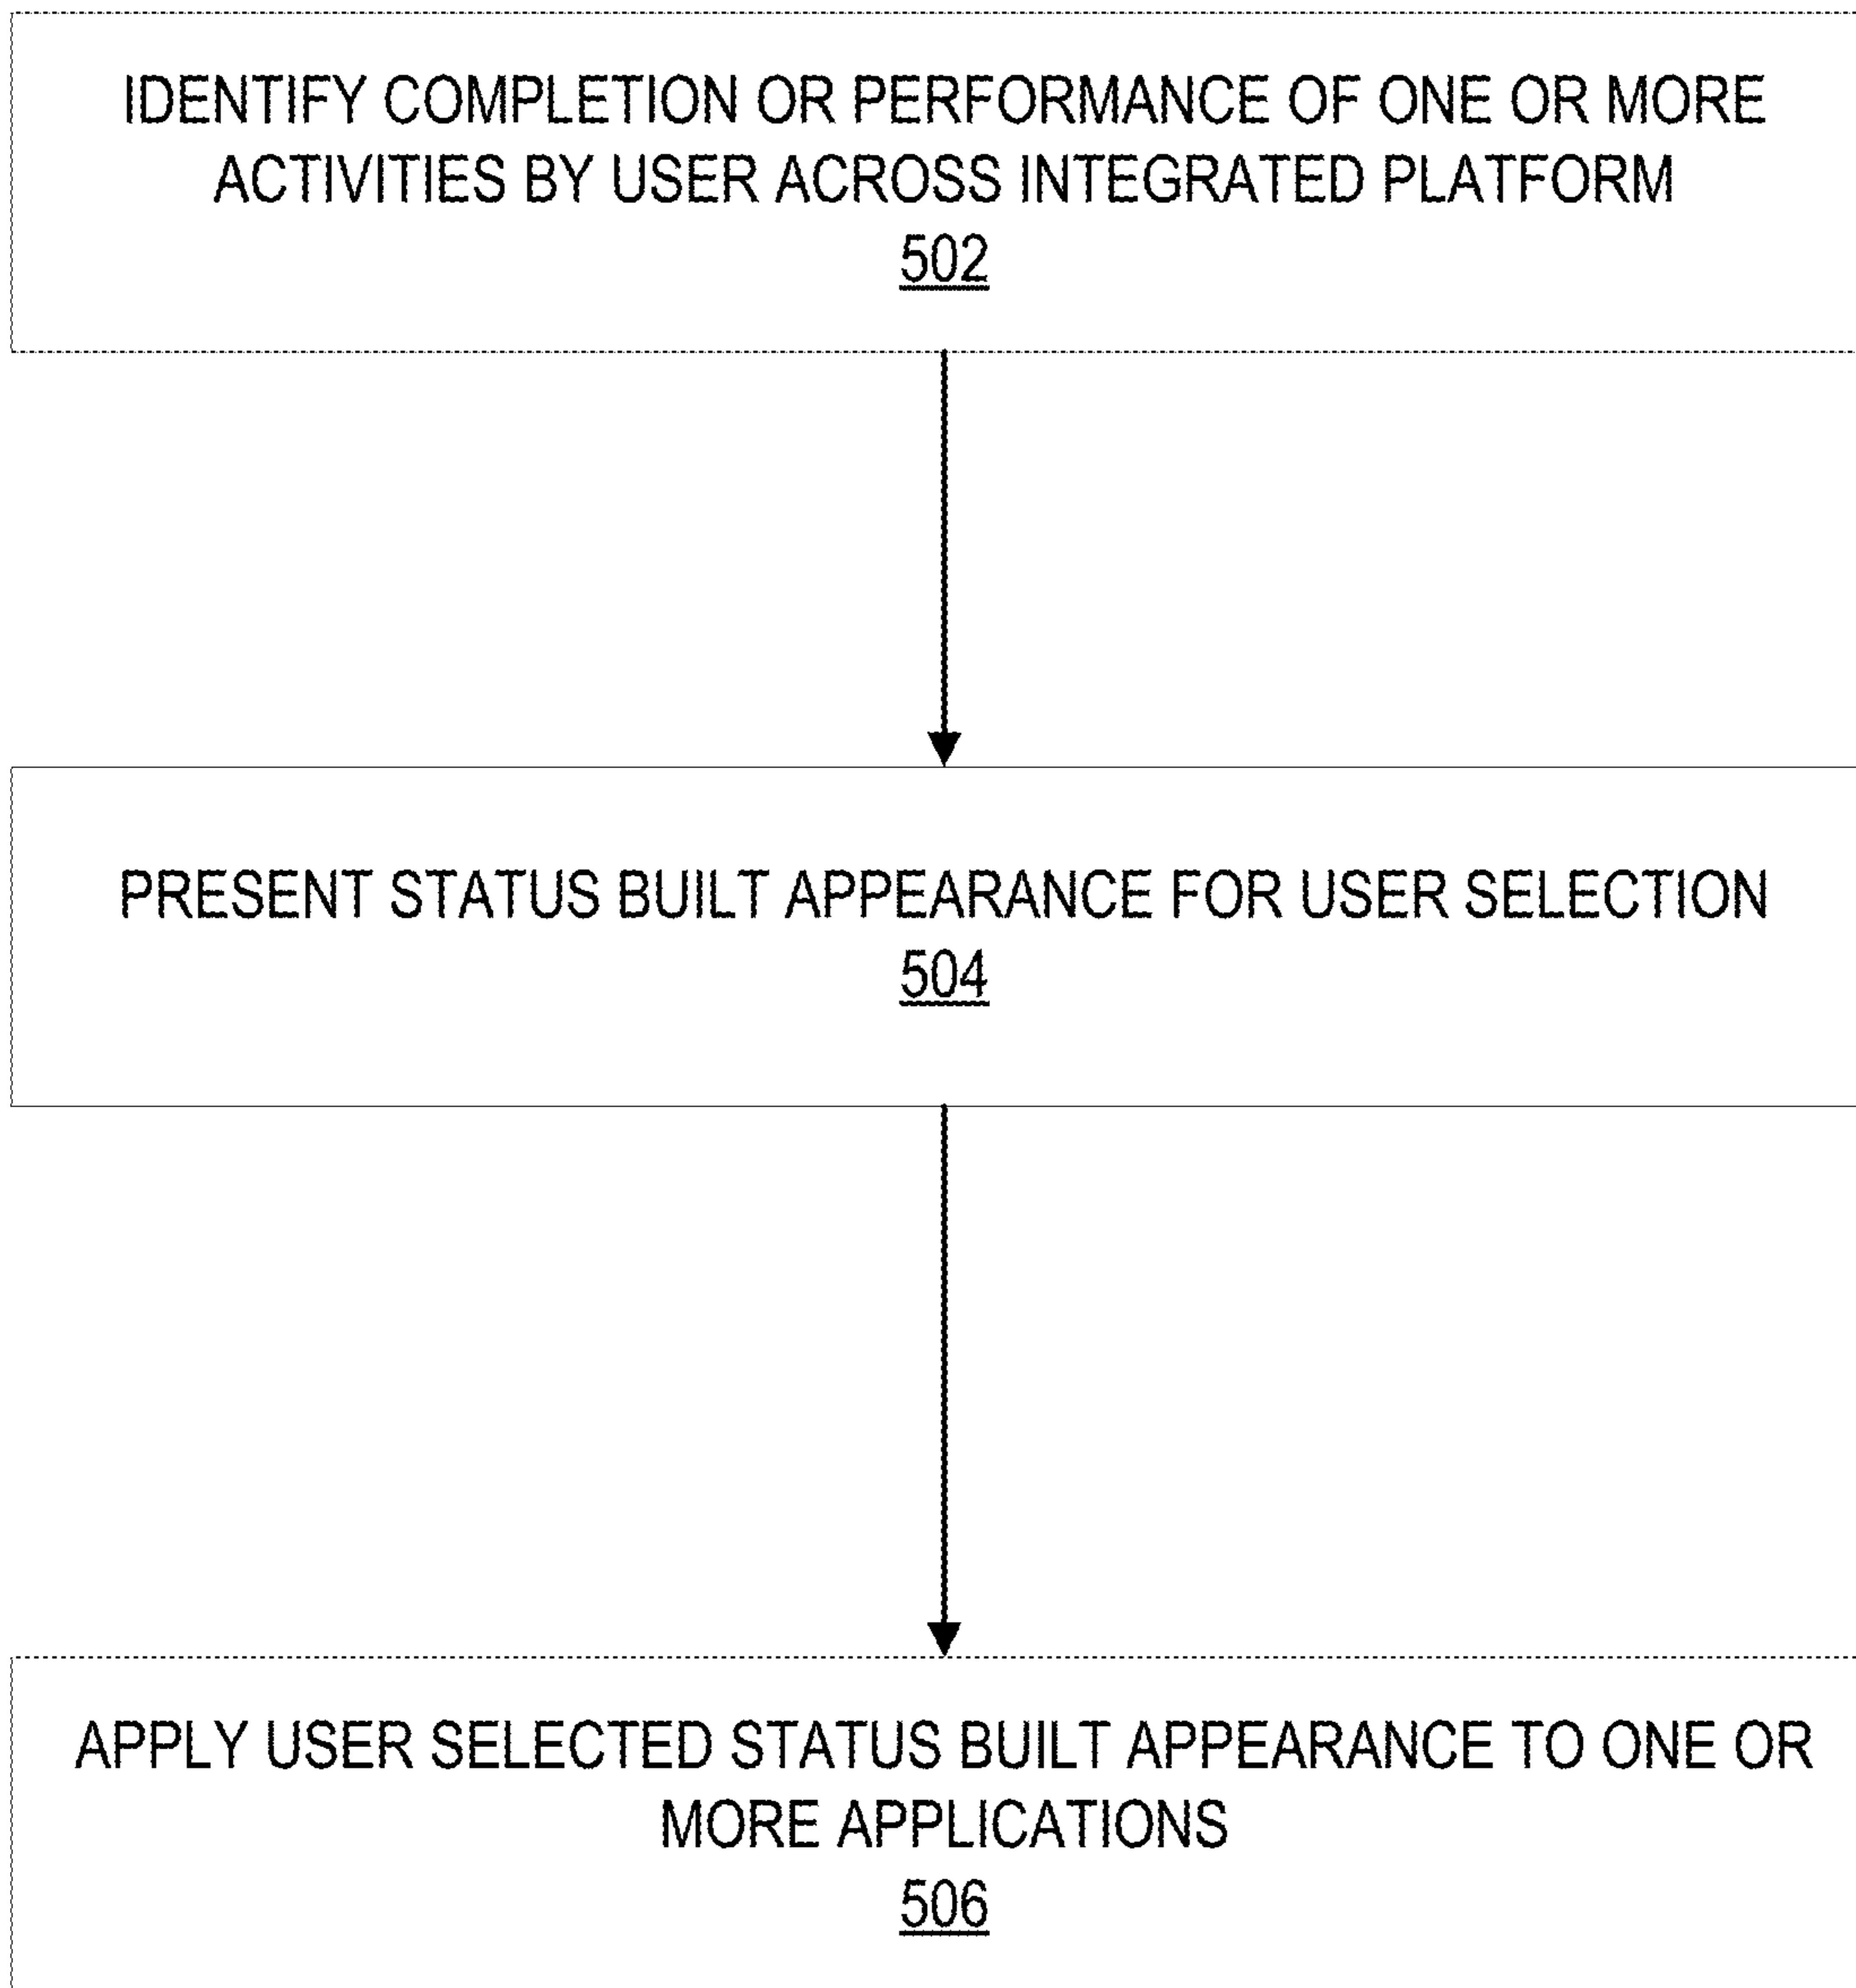 IDENTIFY COMPLETION OR PERFORMANCE OF ONE OR MORE
ACTIVITIES BY USER ACROSS INTEGRATED PLATFORM
502
PRESENT STATUS BUILT APPEARANCE FOR USER SELECTION
504
APPLY USER SELECTED STATUS BUILT APPEARANCE TO ONE OR
MORE APPLICATIONS
506